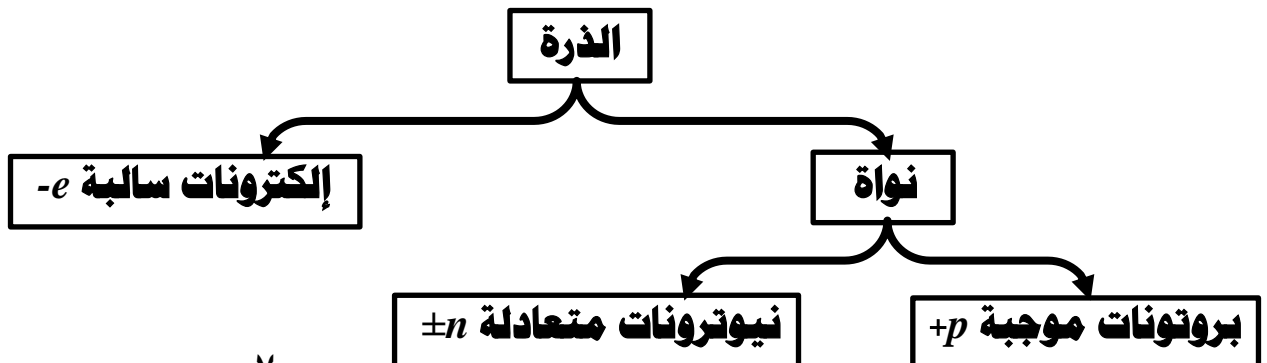 الذرة
نواة
إلكترونات سالبة -e
بروتونات موجبة +p
نيوترونات متعادلة ±n